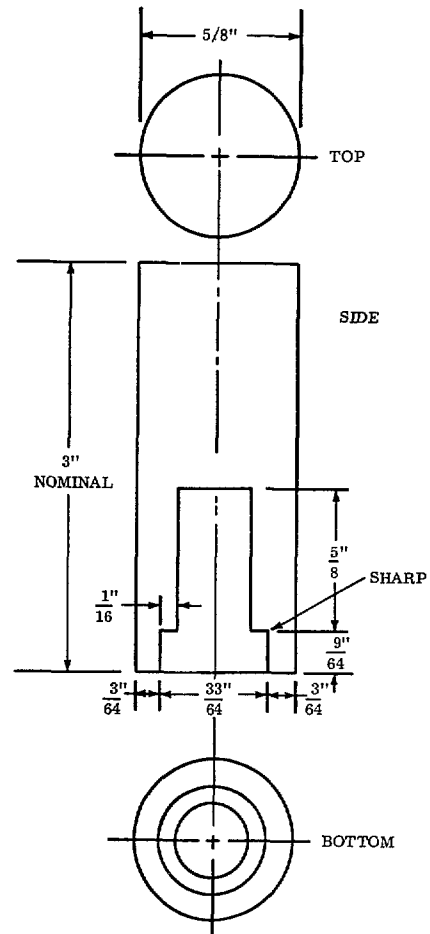 5/8"
TOP
SIDE
3"
NOMINAL
5"
8
SHARP
1"
16
9"
64
3"
64
33"
64
3"
64
BOTTOM